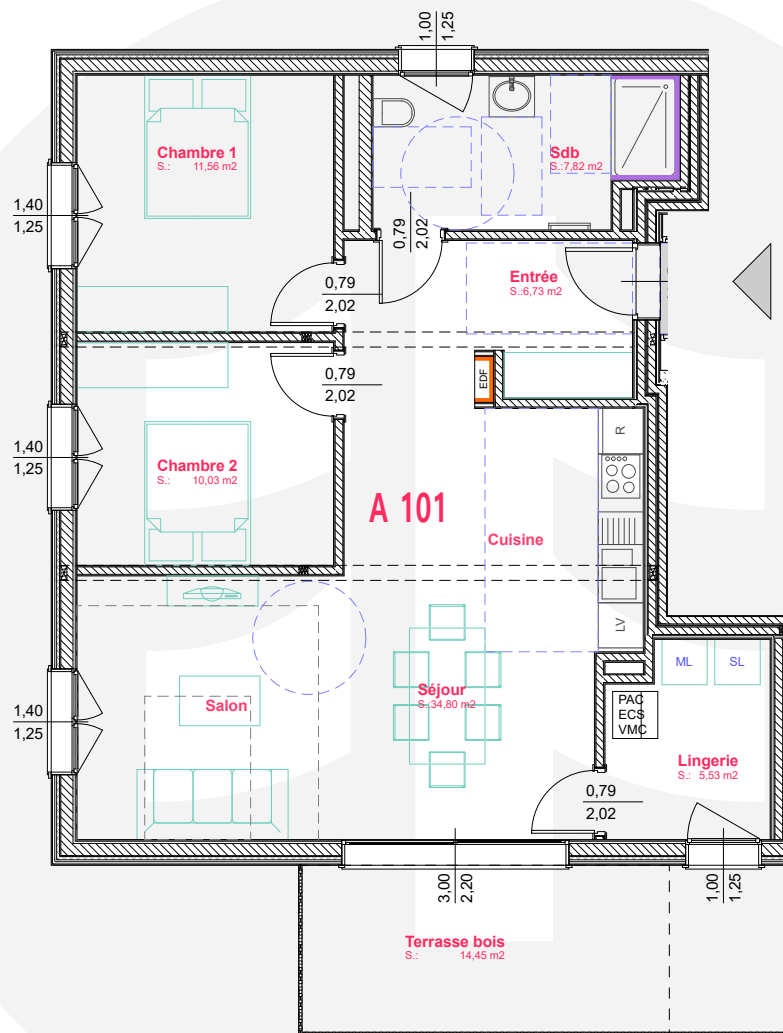 1,00 1,25
Chambre 1
S.: 11,56 m2
Sdb
S.:7,82 m2
1,40
1,25
0,79 2,02
Entrée
S.:6,73 m2
0,79
2,02
0,79
2,02
EDF
R
1,40
1,25
Chambre 2
S.: 10,03 m2
A 101
Cuisine
LV
ML SL
Salon
Séjour
S.:34,80 m2
PAC
ECS
VMC
1,40
1,25
Lingerie
S.: 5,53 m2
0,79
2,02
3,00 2,20
1,00 1,25
Terrasse bois
S.: 14,45 m2